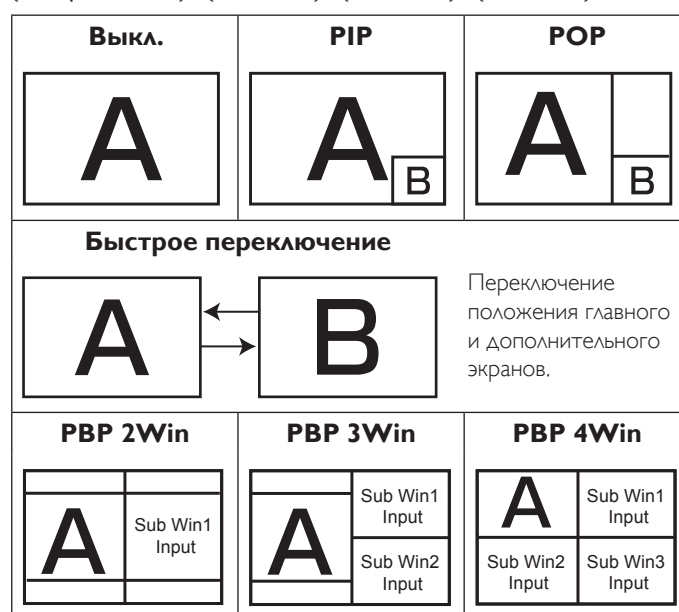 Выкл. PIP POP
A A B A B
Быстрое переключение
A B
Переключение
положения главного
и дополнительного
экранов.
PBP 2Win PBP 3Win PBP 4Win
A
Sub Win1
Input
A
Sub Win1
Input
Sub Win2
Input
A
Sub Win1
Input
Sub Win2
Input
Sub Win3
Input